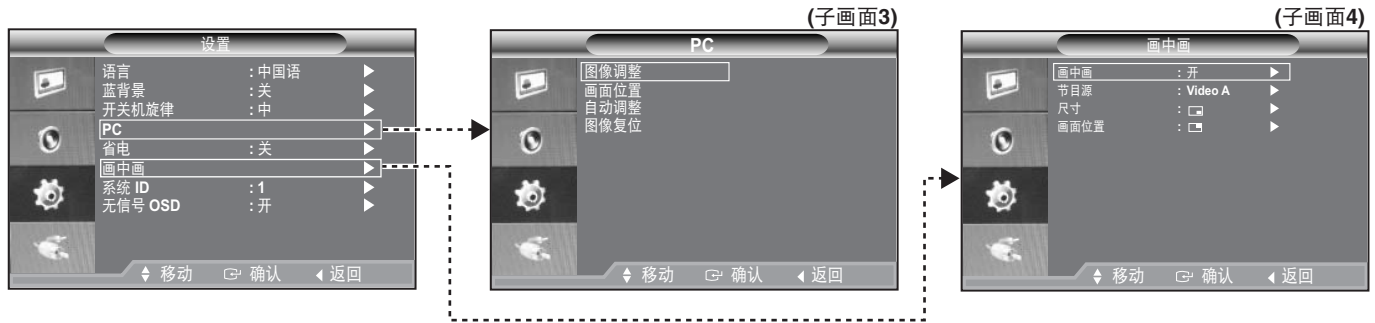 (子画面3)
(子画面4)
设置
语言 : 中国语 ▶
蓝背景 : 关 ▶
开关机旋律 : 中 ▶
PC ▶
省电 : 关 ▶
画中画 ▶
系统 ID : 1 ▶
无信号 OSD : 开 ▶
移动 确认 返回
PC
图像调整
画面位置
自动调整
图像复位
移动 确认 返回
画中画
画中画 : 开 ▶
节目源 : Video A ▶
尺寸 : ▶
画面位置 : ▶
移动 确认 返回